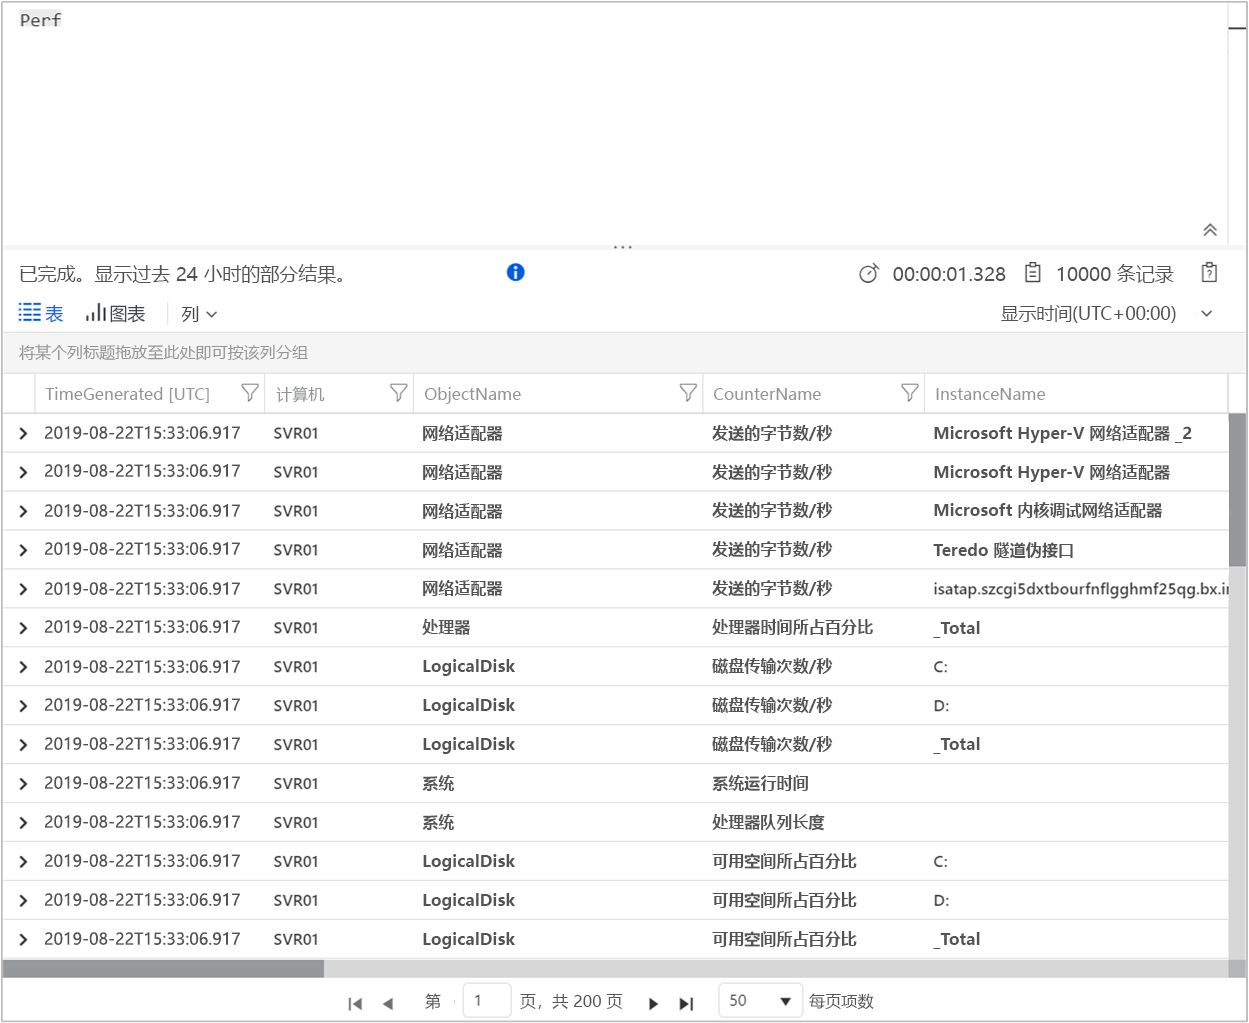 Perf
已完成。显示过去 24 小时的部分结果。 00:00:01.328 10000 条记录
表 图表 列 显示时间(UTC+00:00)
将某个列标题拖放至此处即可按该列分组
TimeGenerated [UTC] 计算机 ObjectName CounterName InstanceName
2019-08-22T15:33:06.917 SVR01 网络适配器 发送的字节数/秒 Microsoft Hyper-V 网络适配器 _2
2019-08-22T15:33:06.917 SVR01 网络适配器 发送的字节数/秒 Microsoft Hyper-V 网络适配器
2019-08-22T15:33:06.917 SVR01 网络适配器 发送的字节数/秒 Microsoft 内核调试网络适配器
2019-08-22T15:33:06.917 SVR01 网络适配器 发送的字节数/秒 Teredo 隧道伪接口
2019-08-22T15:33:06.917 SVR01 网络适配器 发送的字节数/秒 isatap.szcgi5dxtbourfnflgghmf25qg.bx.i
2019-08-22T15:33:06.917 SVR01 处理器 处理器时间所占百分比 _Total
2019-08-22T15:33:06.917 SVR01 LogicalDisk 磁盘传输次数/秒 C:
2019-08-22T15:33:06.917 SVR01 LogicalDisk 磁盘传输次数/秒 D:
2019-08-22T15:33:06.917 SVR01 LogicalDisk 磁盘传输次数/秒 _Total
2019-08-22T15:33:06.917 SVR01 系统 系统运行时间
2019-08-22T15:33:06.917 SVR01 系统 处理器队列长度
2019-08-22T15:33:06.917 SVR01 LogicalDisk 可用空间所占百分比 C:
2019-08-22T15:33:06.917 SVR01 LogicalDisk 可用空间所占百分比 D:
2019-08-22T15:33:06.917 SVR01 LogicalDisk 可用空间所占百分比 _Total
第 1 页，共 200 页 50 每页项数